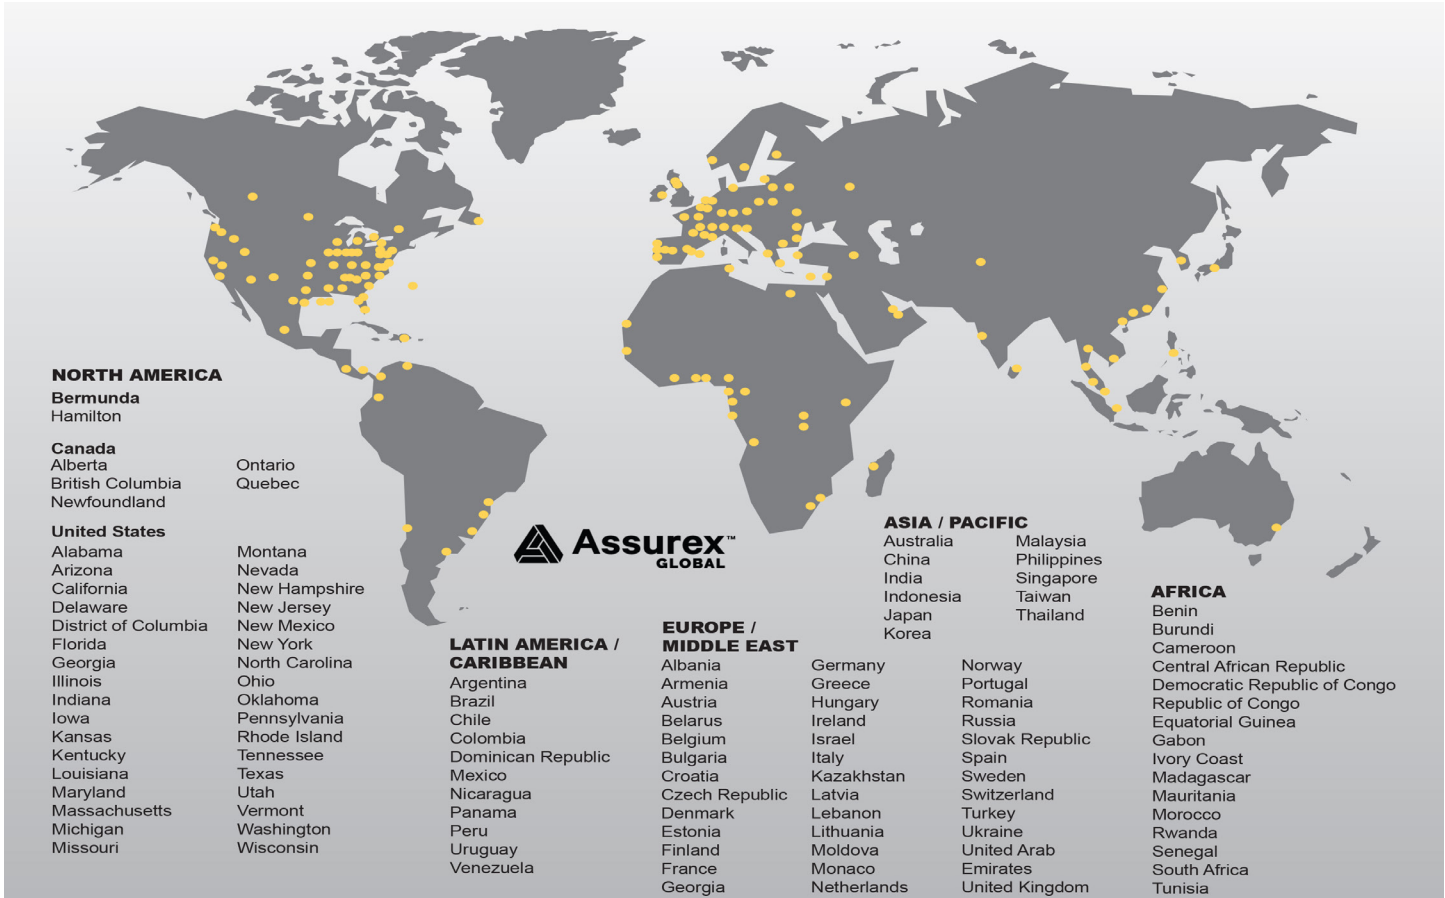 NORTH AMERICA
Bermunda
Hamilton
Canada
Alberta
British Columbia
Newfoundland
Ontario
Quebec
United States
Alabama
Arizona
California
Delaware
District of Columbia
Florida
Georgia
Illinois
Indiana
Iowa
Kansas
Kentucky
Louisiana
Maryland
Massachusetts
Michigan
Missouri
Montana
Nevada
New Hampshire
New Jersey
New Mexico
New York
North Carolina
Ohio
Oklahoma
Pennsylvania
Rhode Island
Tennessee
Texas
Utah
Vermont
Washington
Wisconsin
Assurex™
GLOBAL
LATIN AMERICA /
CARIBBEAN
Argentina
Brazil
Chile
Colombia
Dominican Republic
Mexico
Nicaragua
Panama
Peru
Uruguay
Venezuela
EUROPE /
MIDDLE EAST
Albania
Armenia
Austria
Belarus
Belgium
Bulgaria
Croatia
Czech Republic
Denmark
Estonia
Finland
France
Georgia
Germany
Greece
Hungary
Ireland
Israel
Italy
Kazakhstan
Latvia
Lebanon
Lithuania
Moldova
Monaco
Netherlands
Norway
Portugal
Romania
Russia
Slovak Republic
Spain
Sweden
Switzerland
Turkey
Ukraine
United Arab
Emirates
United Kingdom
ASIA / PACIFIC
Australia
China
India
Indonesia
Japan
Korea
Malaysia
Philippines
Singapore
Taiwan
Thailand
AFRICA
Benin
Burundi
Cameroon
Central African Republic
Democratic Republic of Congo
Republic of Congo
Equatorial Guinea
Gabon
Ivory Coast
Madagascar
Mauritania
Morocco
Rwanda
Senegal
South Africa
Tunisia